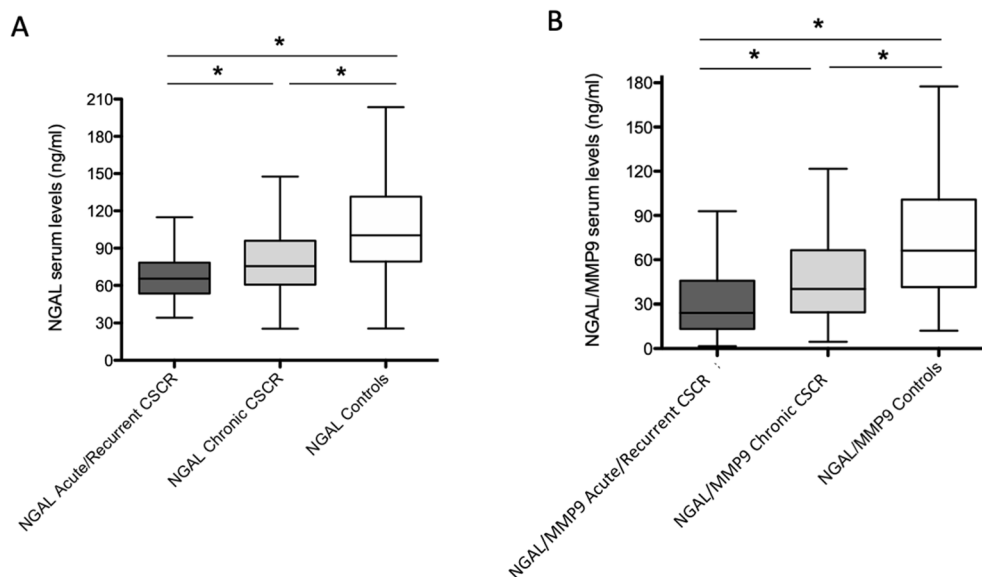 A
*
* *
NGAL serum levels (ng/ml)
210
180
150
120
90
60
30
0
NGAL Acute/Recurrent CSCR
NGAL Chronic CSCR
NGAL Controls
B
*
* *
NGAL/MMP9 serum levels (ng/ml)
180
150
120
90
60
30
0
NGAL/MMP9 Acute/Recurrent CSCR
NGAL/MMP9 Chronic CSCR
NGAL/MMP9 Controls